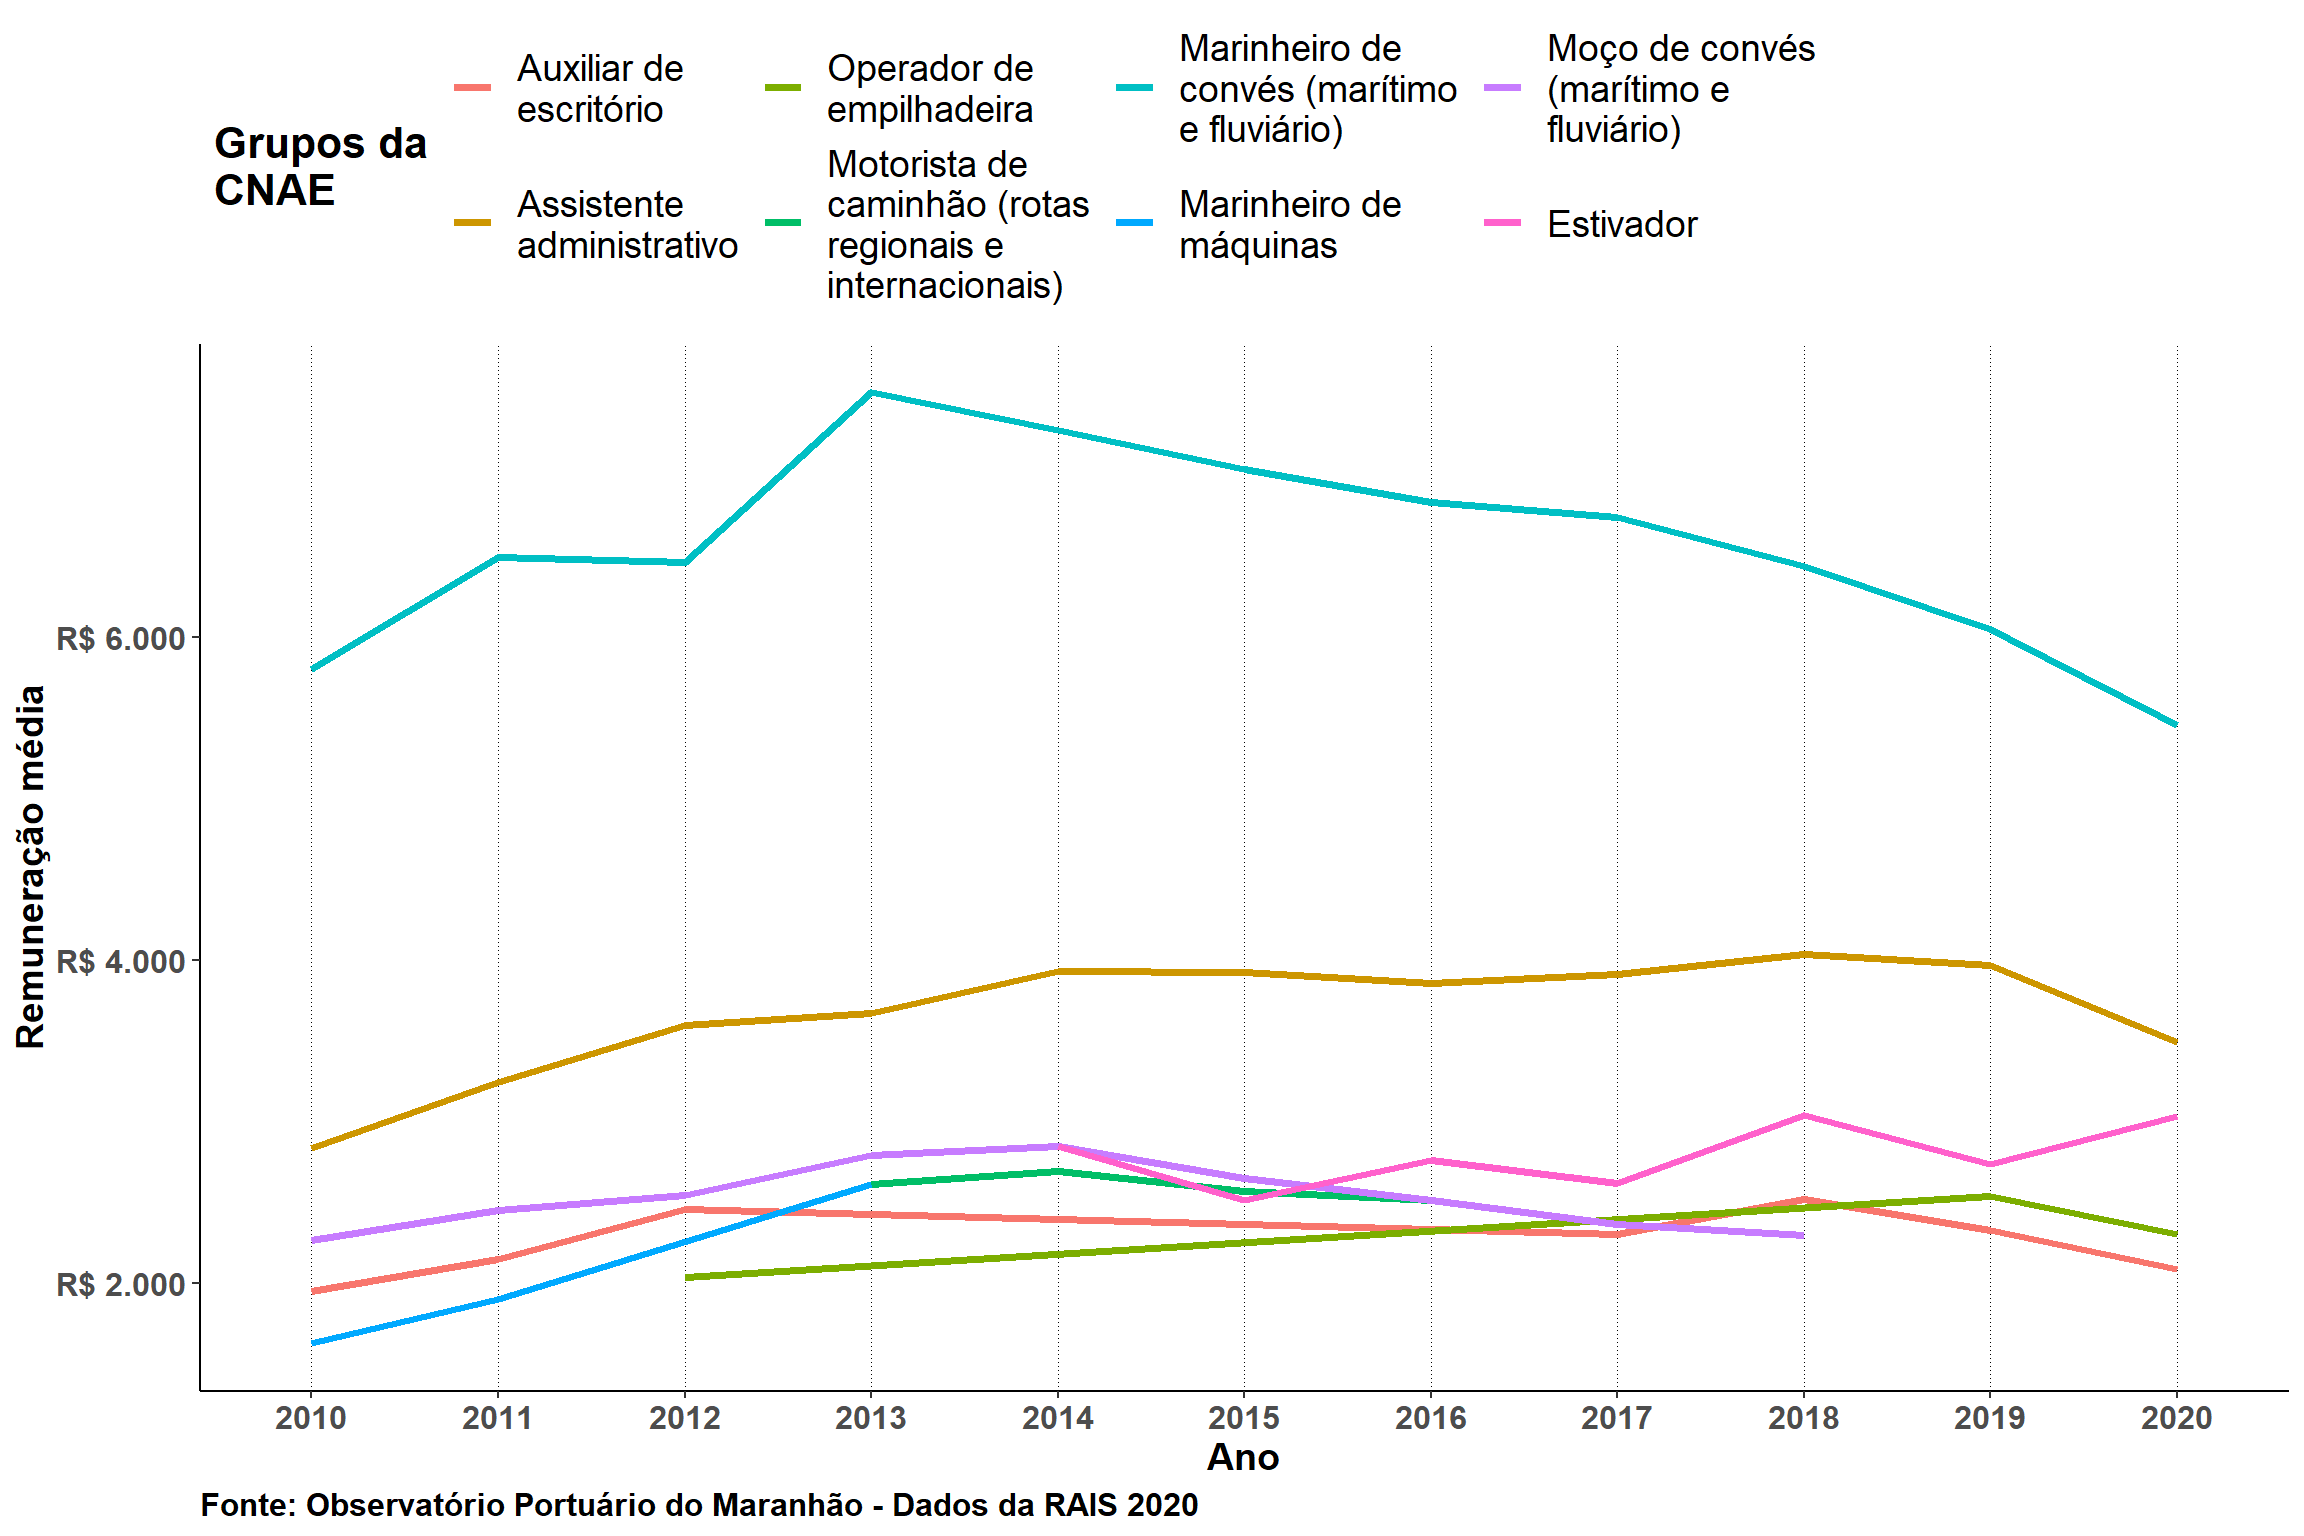 Grupos da
CNAE
Auxiliar de
escritório
Assistente
administrativo
Operador de
empilhadeira
Motorista de
caminhão (rotas
regionais e
internacionais)
Marinheiro de
convés (marítimo
e fluviário)
Marinheiro de
máquinas
Moço de convés
(marítimo e
fluviário)
Estivador
Remuneração média
R$ 6.000
R$ 4.000
R$ 2.000
2010 2011 2012 2013 2014 2015 2016 2017 2018 2019 2020
Ano
Fonte: Observatório Portuário do Maranhão - Dados da RAIS 2020